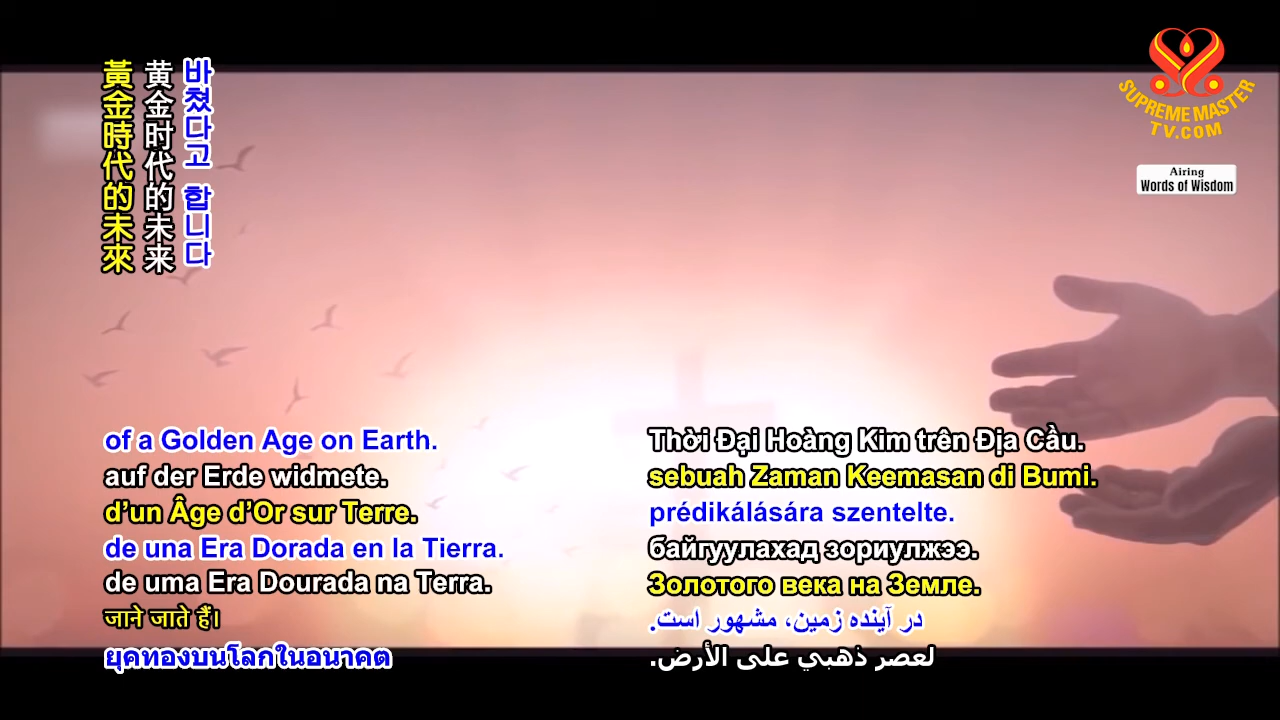 바쳤다고 합니다
黄金时代的未来
黃金時代的未來
SUPREME MASTER
TV.COM
Airing
Words of Wisdom
of a Golden Age on Earth.
auf der Erde widmete.
d’un Âge d’Or sur Terre.
de una Era Dorada en la Tierra.
de uma Era Dourada na Terra.
जाने जाते हैं।
ยุคทองบนโลกในอนาคต
Thời Đại Hoàng Kim trên Địa Cầu.
sebuah Zaman Keemasan di Bumi.
prédikálására szentelte.
байгуулахад зориулжээ.
Золотого века на Земле.
در آینده زمین، مشهور است.
لعصر ذهبي على الأرض.